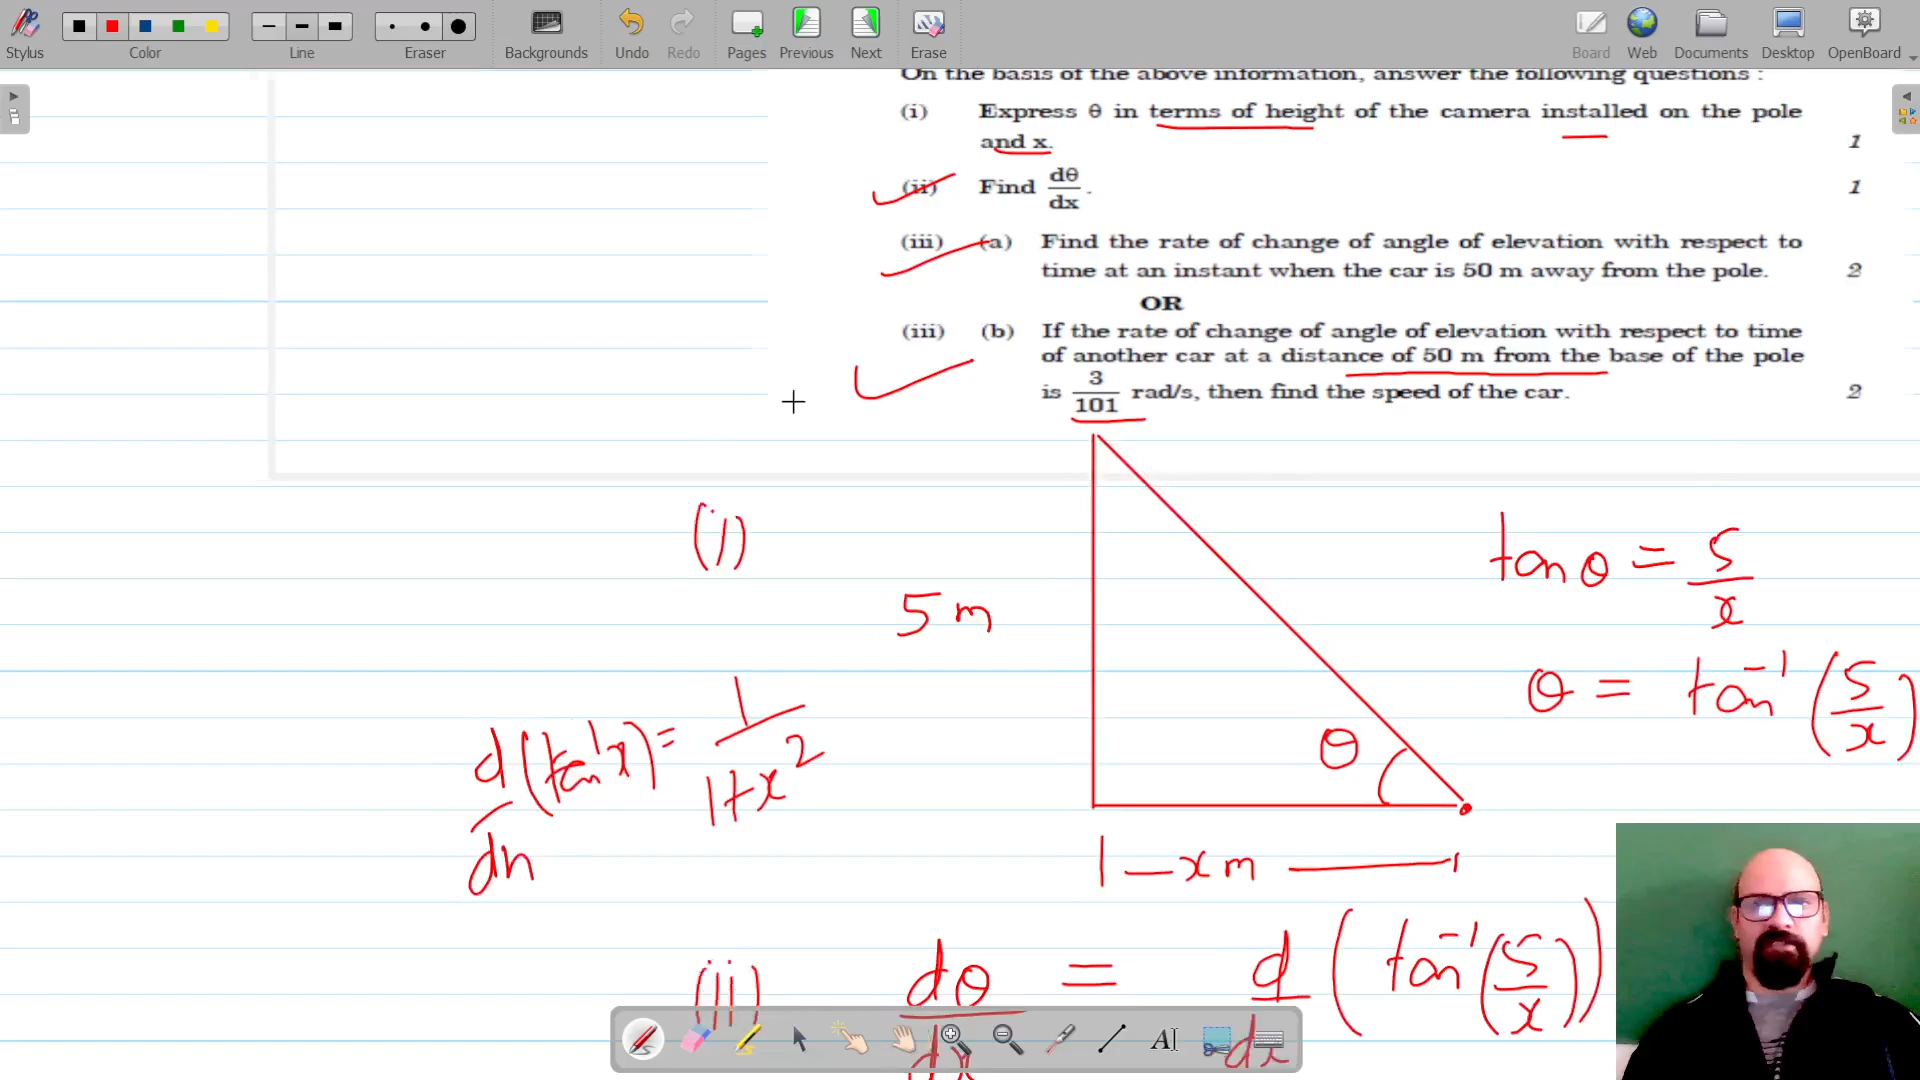 Stylus Color Line Eraser Backgrounds Undo Redo Pages Previous Next Erase Board Web Documents Desktop OpenBoard
On the basis of the above information, answer the following questions :
(i) Express θ in terms of height of the camera installed on the pole
and x. 1
(ii) Find dθ/dx . 1
(iii) (a) Find the rate of change of angle of elevation with respect to
time at an instant when the car is 50 m away from the pole. 2
OR
(iii) (b) If the rate of change of angle of elevation with respect to time
of another car at a distance of 50 m from the base of the pole
is 3/101 rad/s, then find the speed of the car. 2
(i)
tan θ = 5/x
5 m
θ = tan⁻¹ (5/x)
d/dn (tan⁻¹x) = 1/1+x²
θ
x m
(ii) dθ/dx = d/dx (tan⁻¹(5/x))
AI